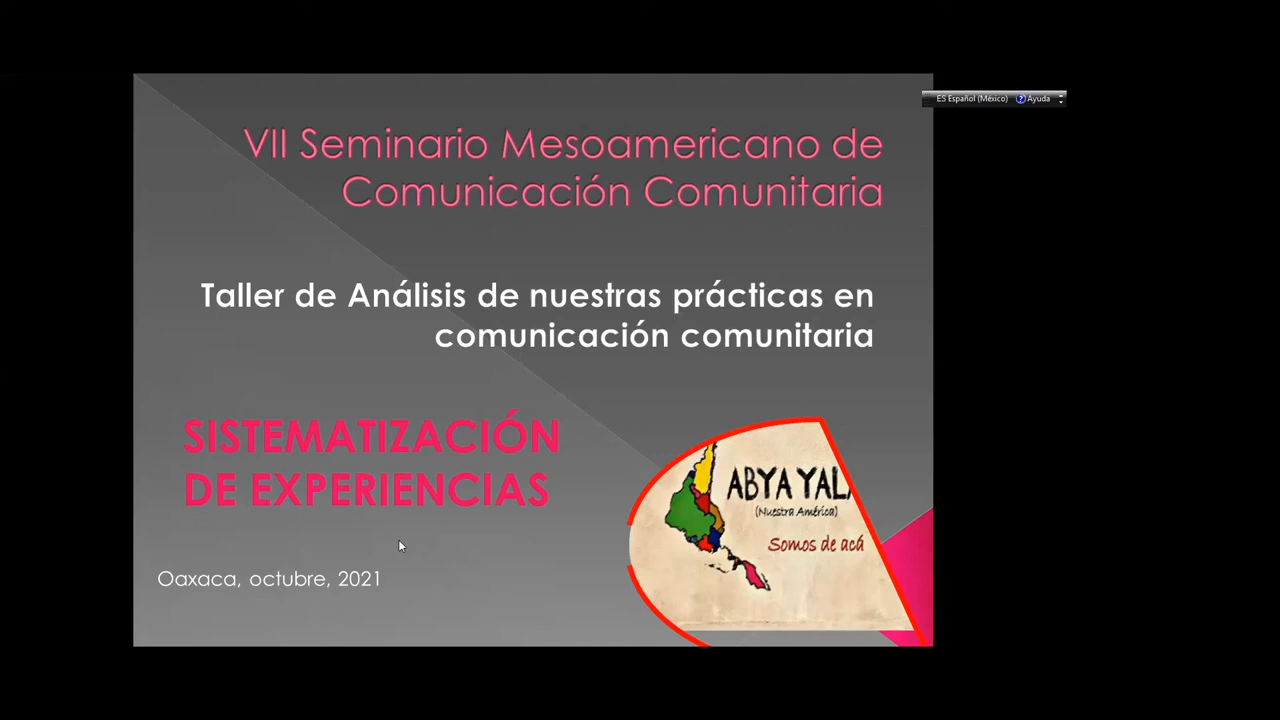 ES Español (México) ? Ayuda
VII Seminario Mesoamericano de
Comunicación Comunitaria
Taller de Análisis de nuestras prácticas en
comunicación comunitaria
SISTEMATIZACIÓN
DE EXPERIENCIAS
ABYA YALA
(Nuestra América)
Somos de acá
Oaxaca, octubre, 2021